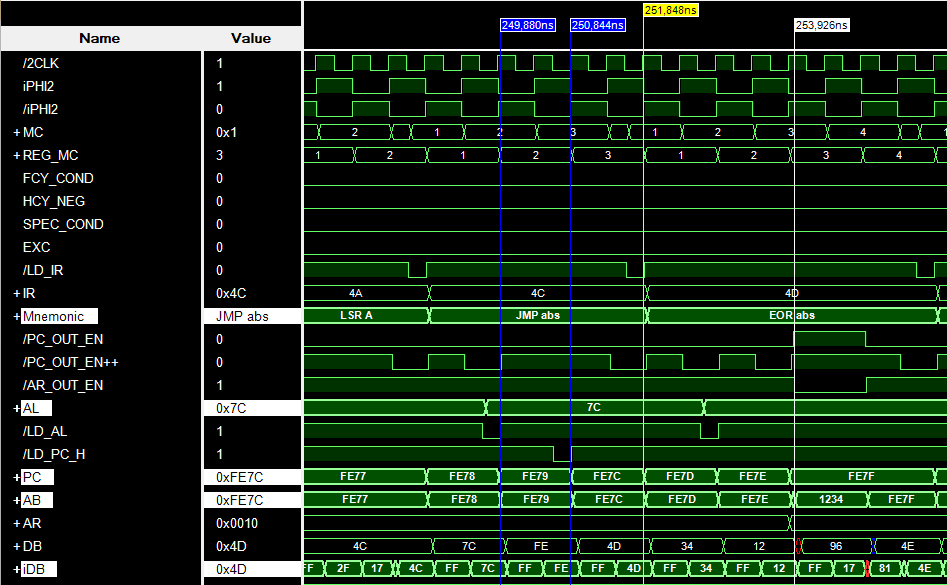 251,848ns
249,880ns 250,844ns 253,926ns
Name Value
/2CLK 1
iPHI2 1
/iPHI2 0
+MC 0x1 2 1 2 3 1 2 3 4 1
+REG_MC 3 1 2 1 2 3 1 2 3 4
FCY_COND 0
HCY_NEG 0
SPEC_COND 0
EXC 0
/LD_IR 0
+IR 0x4C 4A 4C 4D
+Mnemonic JMP abs LSR A JMP abs EOR abs
/PC_OUT_EN 0
/PC_OUT_EN++ 0
/AR_OUT_EN 1
+AL 0x7C 7C
/LD_AL 1
/LD_PC_H 1
+PC 0xFE7C FE77 FE78 FE79 FE7C FE7D FE7E FE7F
+AB 0xFE7C FE77 FE78 FE79 FE7C FE7D FE7E 1234 FE7F
+AR 0x0010
+DB 0x4D 4C 7C FE 4D 34 12 96 4E
+iDB 0x4D FF 2F 17 4C FF 7C FF FE FF 4D FF 34 FF 12 FF 17 81 4E